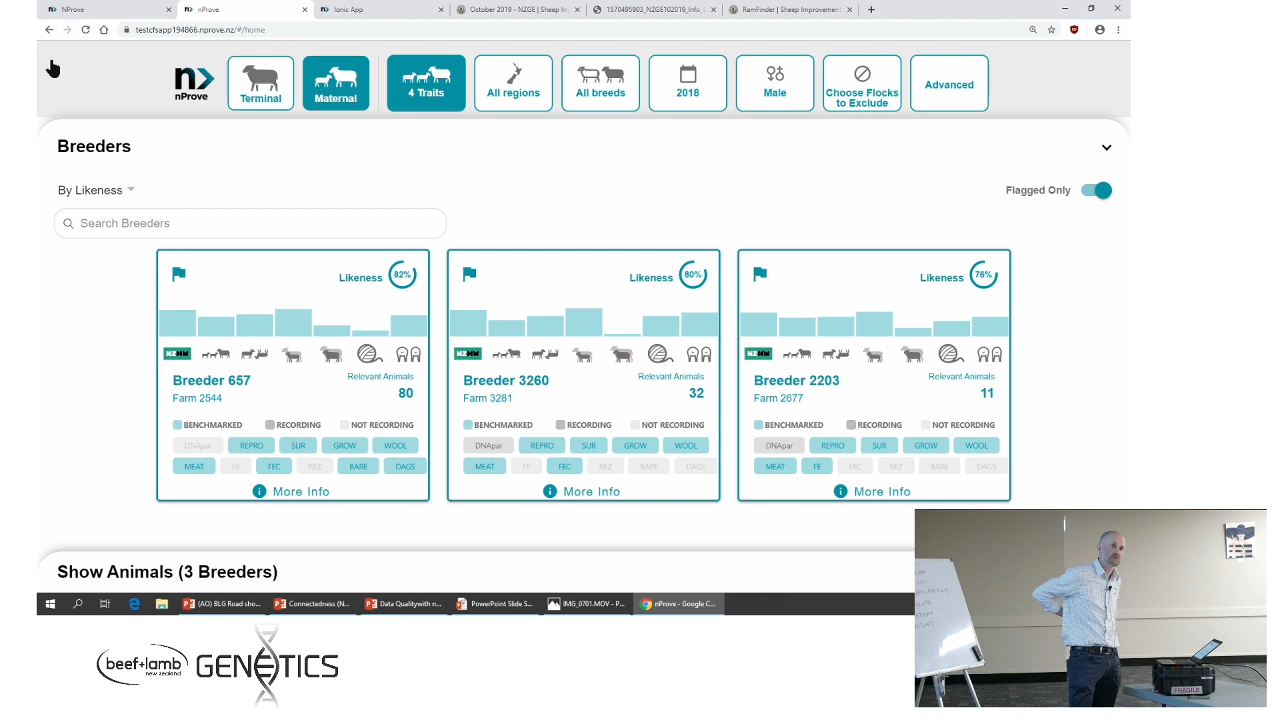 NProve
nProve
Ionic App
October 2019 - NZGE | Sheep Im
1570495903_NZGE102019_Info_S
RamFinder | Sheep Improvement
testcfsapp194866.nprove.nz/#/home
n>
nProve
Terminal
Maternal
4 Traits
All regions
All breeds
2018
Male
Choose Flocks
to Exclude
Advanced
Breeders
By Likeness
Flagged Only
Search Breeders
Likeness 82%
NZMW
Breeder 657
Relevant Animals
Farm 2544
80
BENCHMARKED RECORDING NOT RECORDING
DNApar REPRO SUR GROW WOOL
MEAT FE FEC REZ BARE DAGS
More Info
Likeness 80%
NZMW
Breeder 3260
Relevant Animals
Farm 3281
32
BENCHMARKED RECORDING NOT RECORDING
DNApar REPRO SUR GROW WOOL
MEAT FE FEC REZ BARE DAGS
More Info
Likeness 76%
NZMW
Breeder 2203
Relevant Animals
Farm 2677
11
BENCHMARKED RECORDING NOT RECORDING
DNApar REPRO SUR GROW WOOL
MEAT FE FEC REZ BARE DAGS
More Info
Show Animals (3 Breeders)
(AO) BLG Road sho...
Connectedness (N...
Data Qualitywith n...
PowerPoint Slide S...
IMG_0701.MOV - P...
nProve - Google C...
beef+lamb
new zealand
GENETICS
FRAGILE